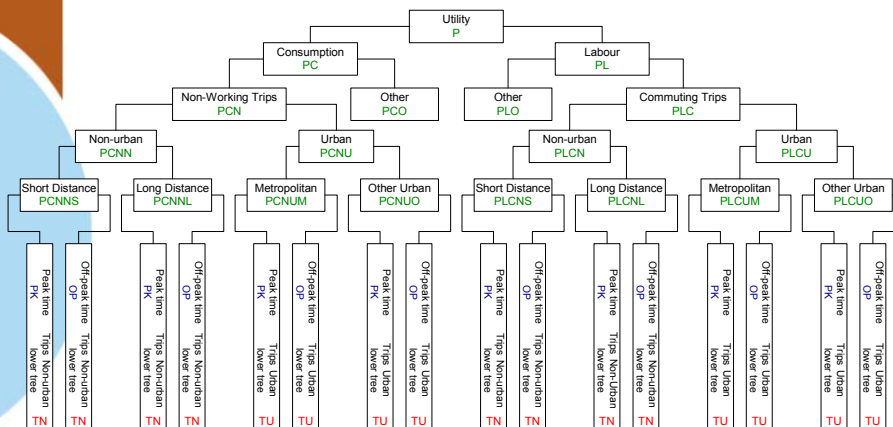 Utility
P
Consumption
PC
Labour
PL
Non-Working Trips
PCN
Other
PCO
Other
PLO
Commuting Trips
PLC
Non-urban
PCNN
Urban
PCNU
Non-urban
PLCN
Urban
PLCU
Short Distance
PCNNS
Long Distance
PCNNL
Metropolitan
PCNUM
Other Urban
PCNUO
Short Distance
PLCNS
Long Distance
PLCNL
Metropolitan
PLCUM
Other Urban
PLCUO
Peak time
PK
Trips Non-urban
lower tree
TN
Off-peak time
OP
Trips Non-urban
lower tree
TN
Peak time
PK
Trips Non-urban
lower tree
TN
Off-peak time
OP
Trips Non-urban
lower tree
TN
Peak time
PK
Trips Urban
lower tree
TU
Off-peak time
OP
Trips Urban
lower tree
TU
Peak time
PK
Trips Urban
lower tree
TU
Off-peak time
OP
Trips Urban
lower tree
TU
Peak time
PK
Trips Non-urban
lower tree
TN
Off-peak time
OP
Trips Non-urban
lower tree
TN
Peak time
PK
Trips Non-urban
lower tree
TN
Off-peak time
OP
Trips Non-urban
lower tree
TN
Peak time
PK
Trips Urban
lower tree
TU
Off-peak time
OP
Trips Urban
lower tree
TU
Peak time
PK
Trips Urban
lower tree
TU
Off-peak time
OP
Trips Urban
lower tree
TU